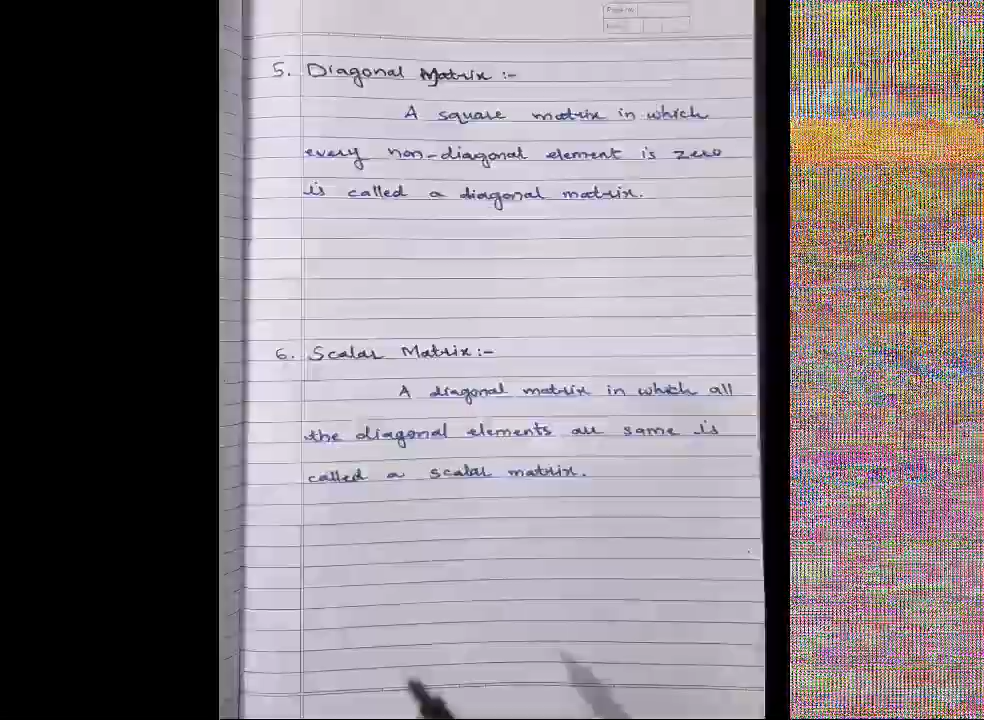 5. Diagonal Matrix :-
A square matrix in which
every non-diagonal element is zero
is called a diagonal matrix.
6. Scalar Matrix :-
A diagonal matrix in which all
the diagonal elements are same is
called a scalar matrix.